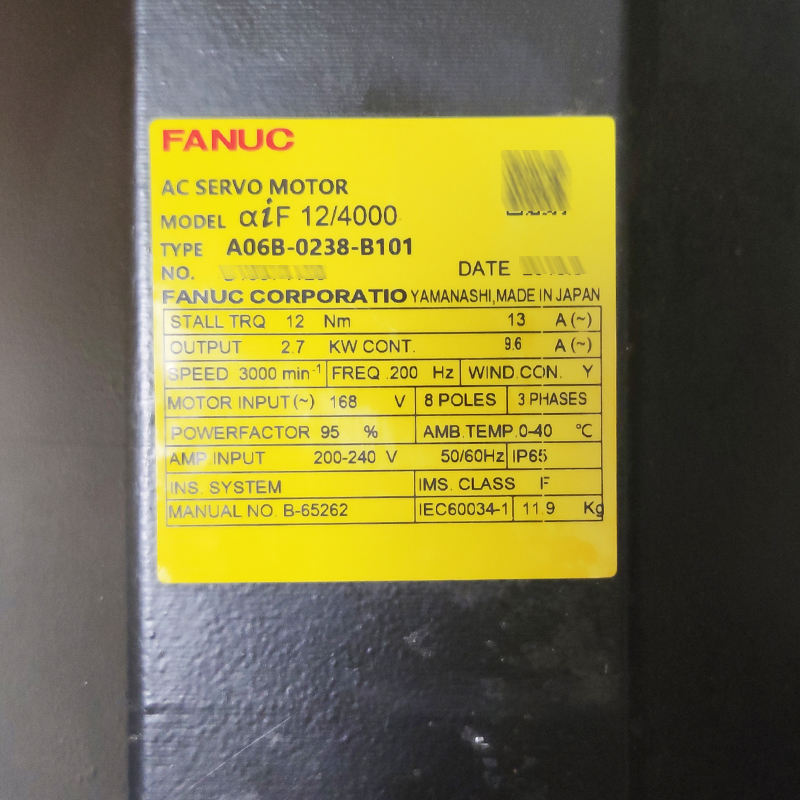 FANUC
AC SERVO MOTOR
MODEL αiF 12/4000
TYPE A06B-0238-B101
NO.
DATE
FANUC CORPORATIO YAMANASHI,MADE IN JAPAN
STALL TRQ 12 Nm 13 A(~)
OUTPUT 2.7 KW CONT. 9.6 A(~)
SPEED 3000 min-1 FREQ.200 Hz WIND.CON. Y
MOTOR INPUT(~) 168 V 8 POLES 3 PHASES
POWERFACTOR 95 % AMB.TEMP.0-40 ℃
AMP.INPUT 200-240 V 50/60Hz IP65
INS. SYSTEM IMS. CLASS F
MANUAL NO. B-65262 IEC60034-1 11.9 Kg